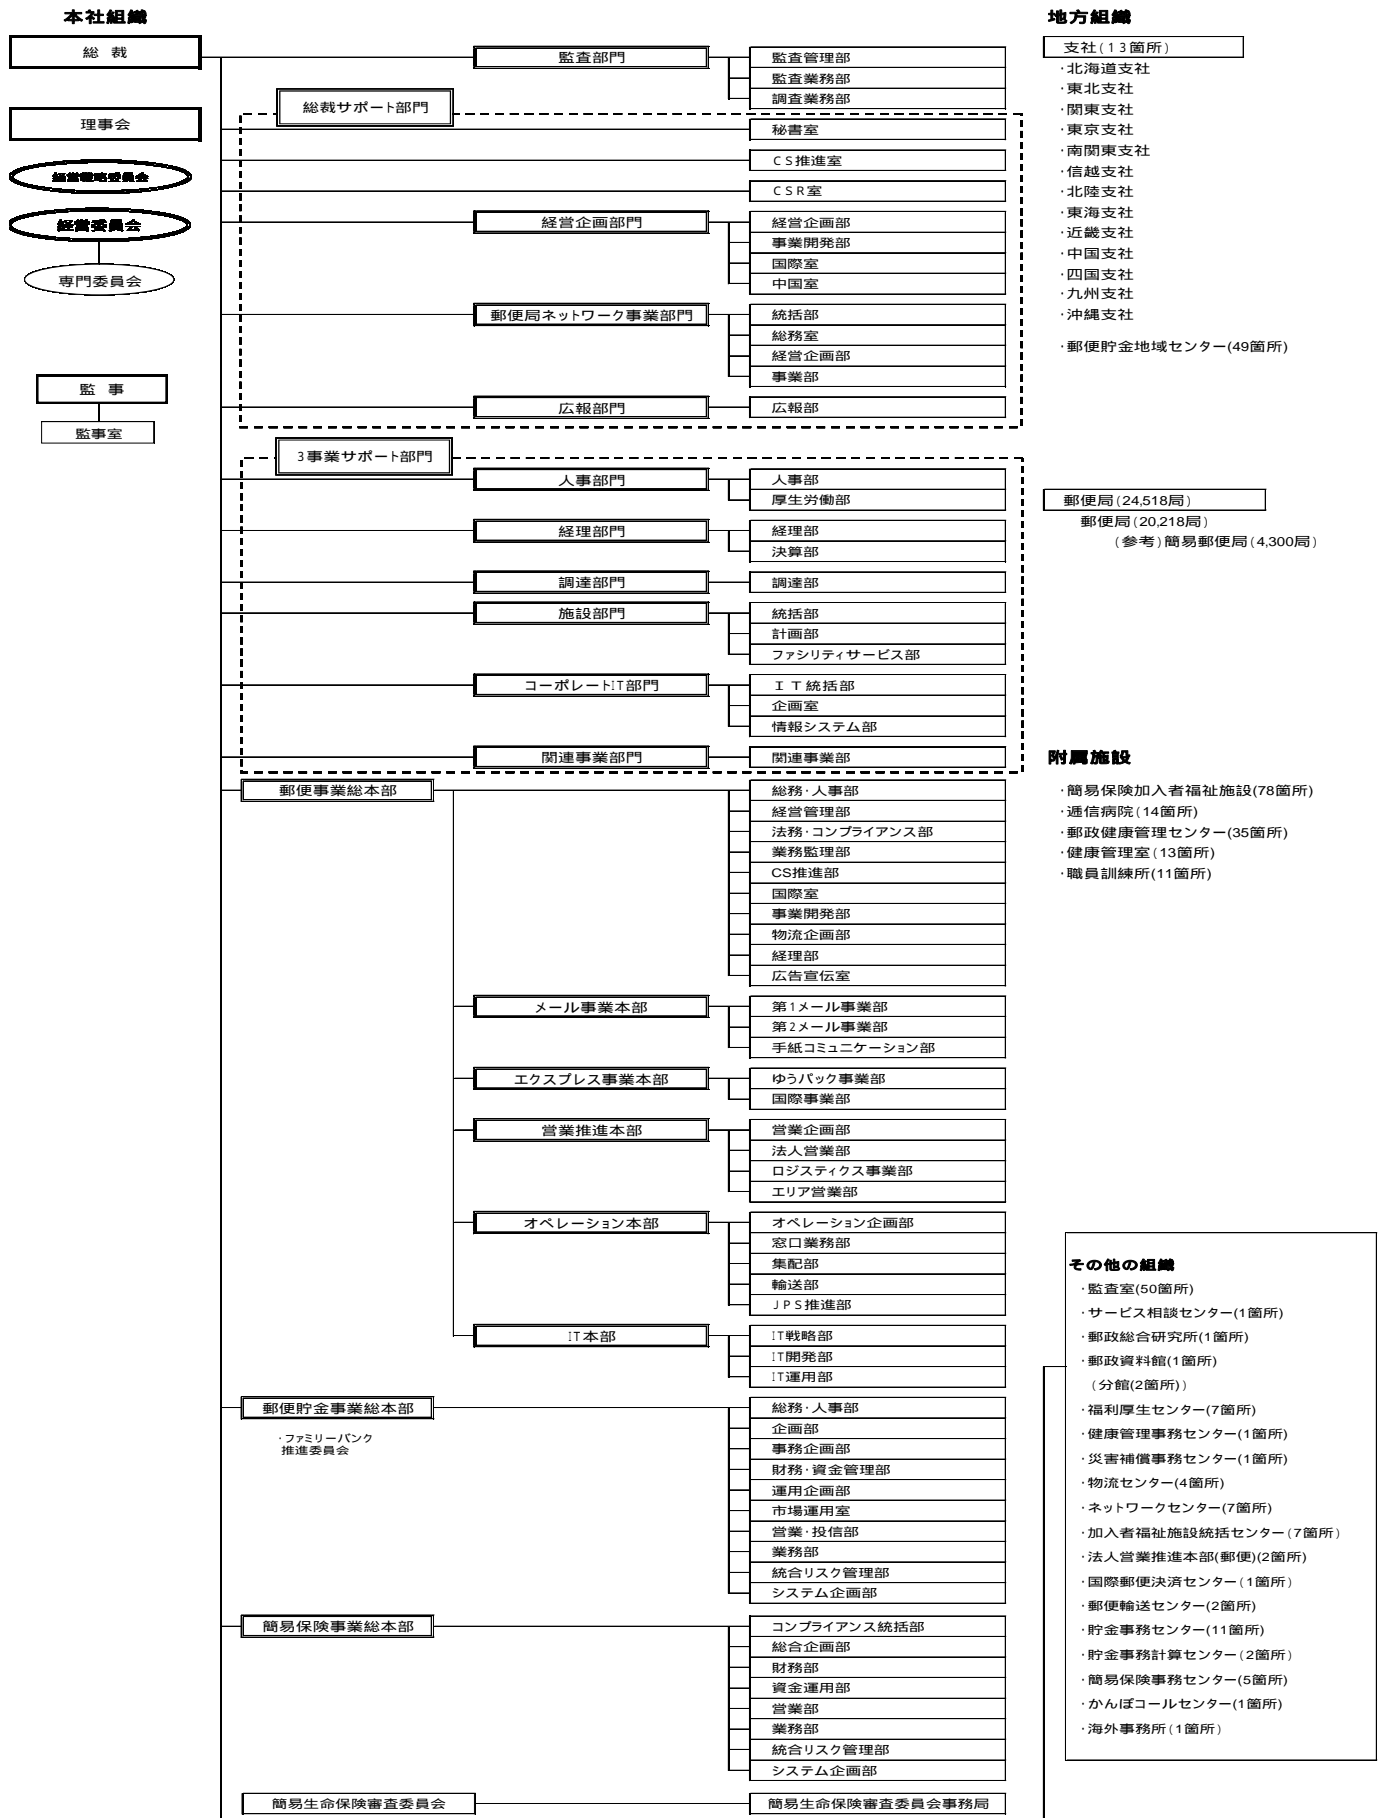 本社組織
総 裁
理事会
経営戦略委員会
経営委員会
専門委員会
監 事
監事室
監査部門
監査管理部
監査業務部
調査業務部
総裁サポート部門
秘書室
CS推進室
CSR室
経営企画部門
経営企画部
事業開発部
国際室
中国室
郵便局ネットワーク事業部門
統括部
総務室
経営企画部
事業部
広報部門
広報部
3事業サポート部門
人事部門
人事部
厚生労働部
経理部門
経理部
決算部
調達部門
調達部
施設部門
統括部
計画部
ファシリティサービス部
コーポレートIT部門
IT統括部
企画室
情報システム部
関連事業部門
関連事業部
郵便事業総本部
総務・人事部
経営管理部
法務・コンプライアンス部
業務監理部
CS推進部
国際室
事業開発部
物流企画部
経理部
広告宣伝室
メール事業本部
第1メール事業部
第2メール事業部
手紙コミュニケーション部
エクスプレス事業本部
ゆうパック事業部
国際事業部
営業推進本部
営業企画部
法人営業部
ロジスティクス事業部
エリア営業部
オペレーション本部
オペレーション企画部
窓口業務部
集配部
輸送部
JPS推進部
IT本部
IT戦略部
IT開発部
IT運用部
郵便貯金事業総本部
・ファミリーバンク
推進委員会
総務・人事部
企画部
事務企画部
財務・資金管理部
運用企画部
市場運用室
営業・投信部
業務部
統合リスク管理部
システム企画部
簡易保険事業総本部
コンプライアンス統括部
総合企画部
財務部
資金運用部
営業部
業務部
統合リスク管理部
システム企画部
簡易生命保険審査委員会
簡易生命保険審査委員会事務局
地方組織
支社(13箇所)
・北海道支社
・東北支社
・関東支社
・東京支社
・南関東支社
・信越支社
・北陸支社
・東海支社
・近畿支社
・中国支社
・四国支社
・九州支社
・沖縄支社
・郵便貯金地域センター(49箇所)
郵便局(24,518局)
郵便局(20,218局)
(参考)簡易郵便局(4,300局)
附属施設
・簡易保険加入者福祉施設(78箇所)
・逓信病院(14箇所)
・郵政健康管理センター(35箇所)
・健康管理室(13箇所)
・職員訓練所(11箇所)
その他の組織
・監査室(50箇所)
・サービス相談センター(1箇所)
・郵政総合研究所(1箇所)
・郵政資料館(1箇所)
(分館(2箇所))
・福利厚生センター(7箇所)
・健康管理事務センター(1箇所)
・災害補償事務センター(1箇所)
・物流センター(4箇所)
・ネットワークセンター(7箇所)
・加入者福祉施設統括センター(7箇所)
・法人営業推進本部(郵便)(2箇所)
・国際郵便決済センター(1箇所)
・郵便輸送センター(2箇所)
・貯金事務センター(11箇所)
・貯金事務計算センター(2箇所)
・簡易保険事務センター(5箇所)
・かんぽコールセンター(1箇所)
・海外事務所(1箇所)